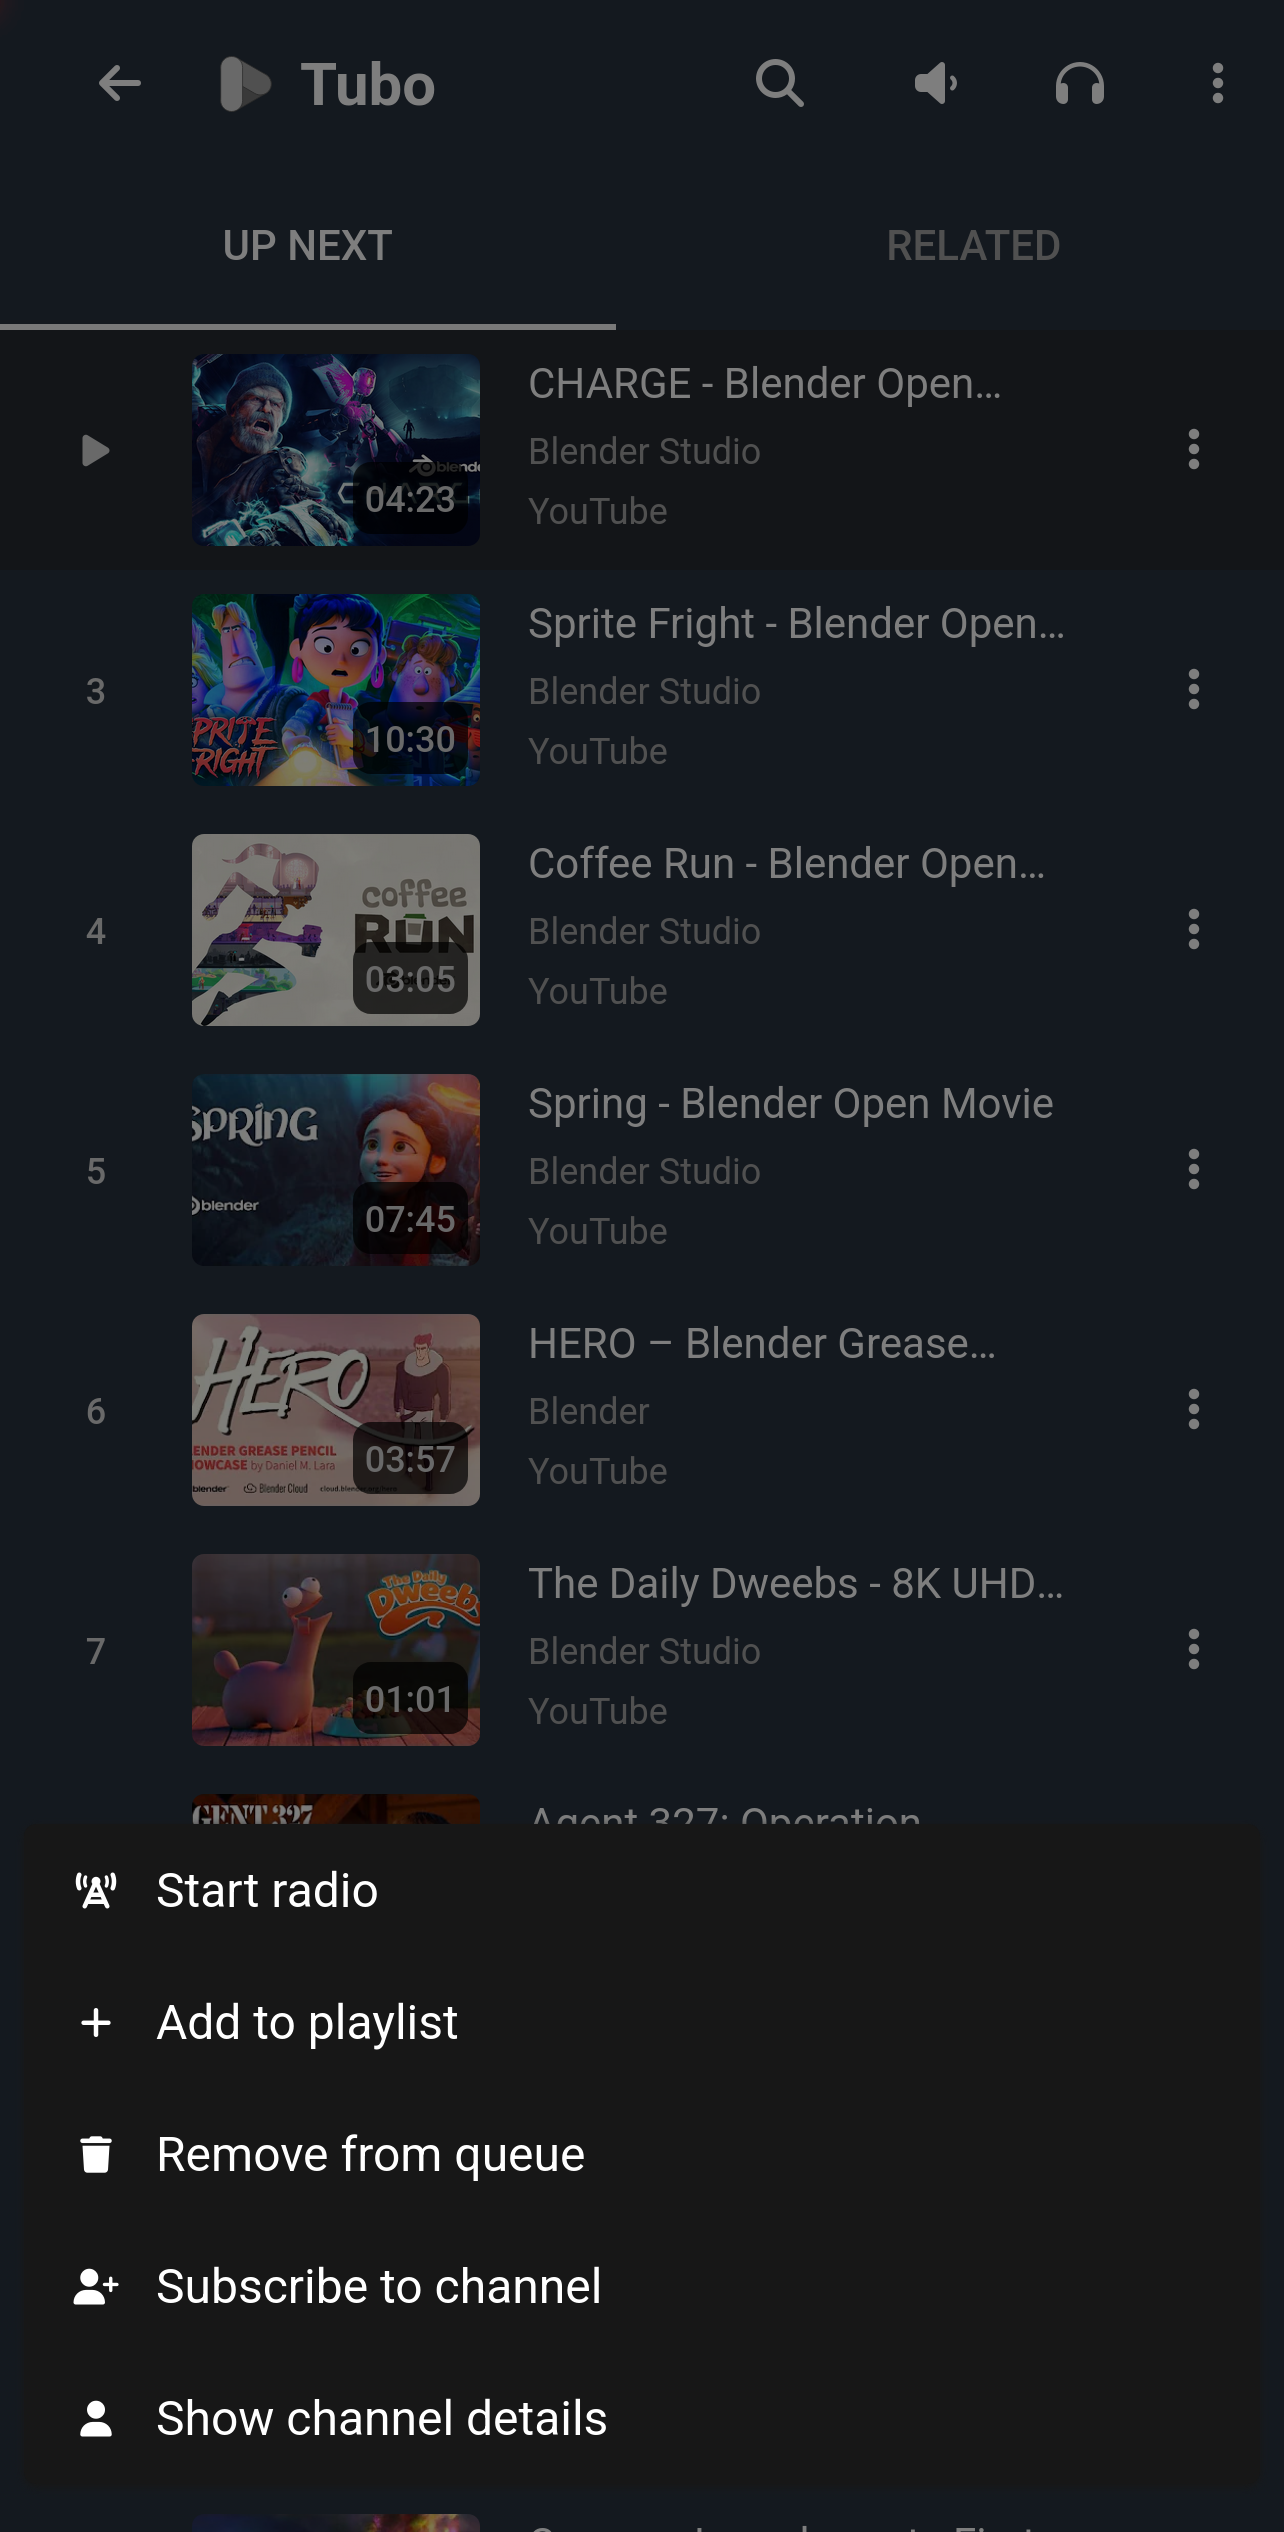 Tubo
UP NEXT
RELATED
CHARGE - Blender Open…
Blender Studio
YouTube
04:23
3
Sprite Fright - Blender Open…
Blender Studio
YouTube
PRITE
RIGHT
10:30
4
Coffee Run - Blender Open…
Blender Studio
YouTube
coffee
RUN
03:05
5
Spring - Blender Open Movie
Blender Studio
YouTube
SPRING
blender
07:45
6
HERO – Blender Grease…
Blender
YouTube
HERO
ENDER GREASE PENCIL
OWCASE by Daniel M. Lara
blender
Blender Cloud
03:57
7
The Daily Dweebs - 8K UHD…
Blender Studio
YouTube
The Daily
Dweebs
01:01
GENT 327
Agent 327: Operation
Start radio
Add to playlist
Remove from queue
Subscribe to channel
Show channel details